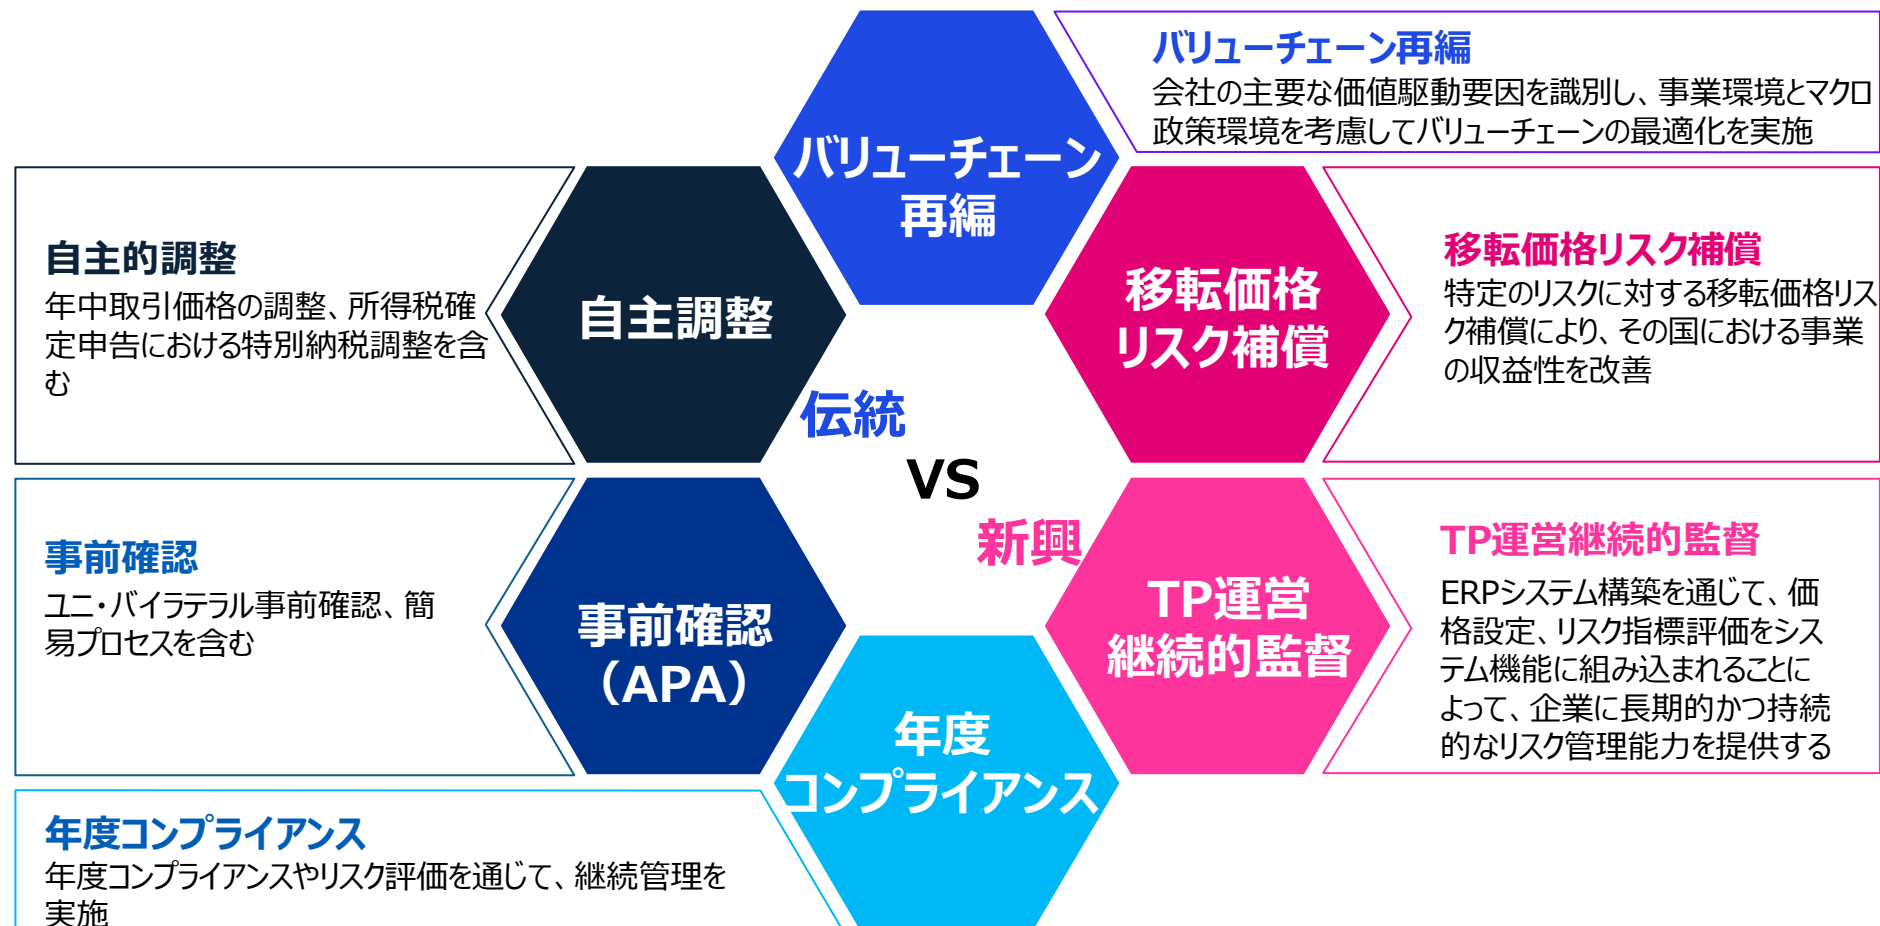 バリューチェーン再編
会社の主要な価値駆動要因を識別し、事業環境とマクロ
政策環境を考慮してバリューチェーンの最適化を実施
バリューチェーン
再編
自主的調整
年中取引価格の調整、所得税確
定申告における特別納税調整を含
む
自主調整
移転価格
リスク補償
移転価格リスク補償
特定のリスクに対する移転価格リス
ク補償により、その国における事業
の収益性を改善
伝統
VS
新興
事前確認
ユニ・バイラテラル事前確認、簡
易プロセスを含む
事前確認
（APA）
TP運営
継続的監督
TP運営継続的監督
ERPシステム構築を通じて、価
格設定、リスク指標評価をシス
テム機能に組み込まれることに
よって、企業に長期的かつ持続
的なリスク管理能力を提供する
年度
コンプライアンス
年度コンプライアンス
年度コンプライアンスやリスク評価を通じて、継続管理を
実施